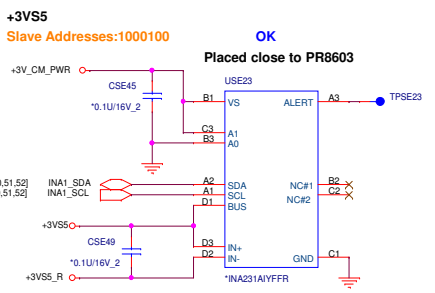 +3VS5
Slave Addresses:1000100
OK
Placed close to PR8603
+3V_CM_PWR
CSE45
*0.1U/16V_2
USE23
B1 VS ALERT A3 TPSE23
C3 A1
B3 A0
,51,52] INA1_SDA A2 SDA NC#1 B2
51,52] INA1_SCL A1 SCL NC#2 C2
D1 BUS
+3VS5
CSE49
*0.1U/16V_2
D3 IN+
D2 IN- GND C1
+3VS5_R
*INA231AIYFFR